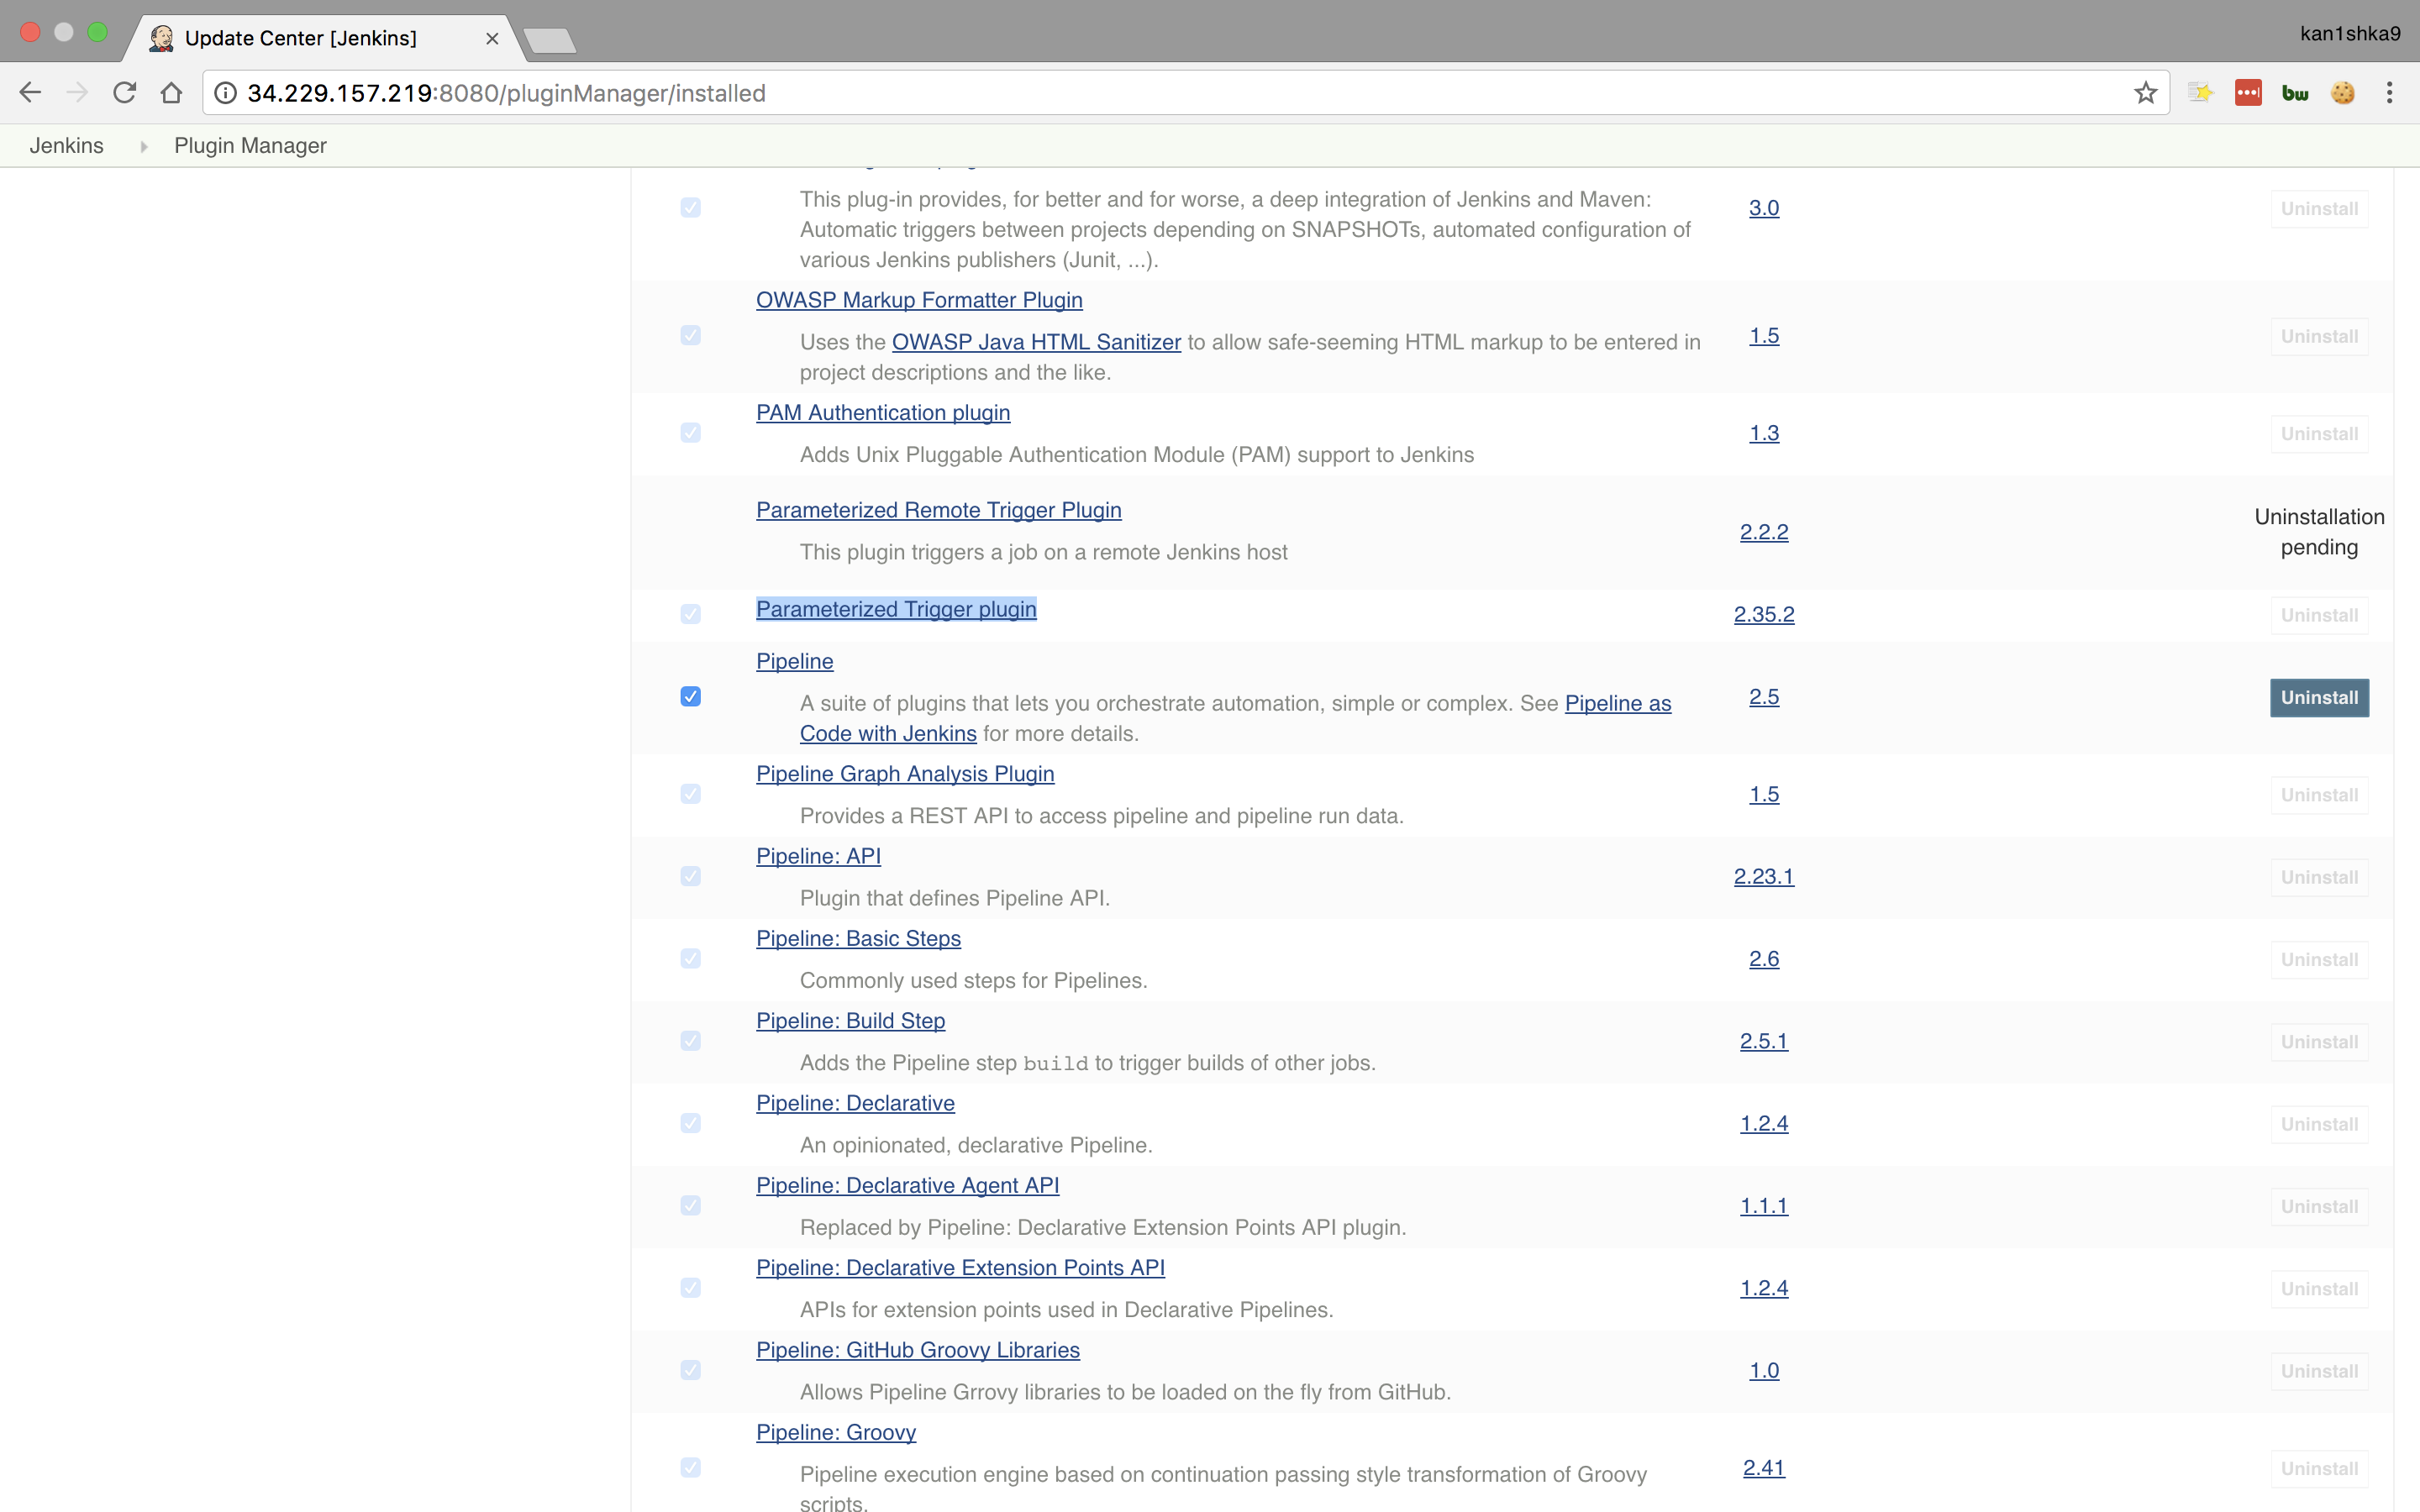 Update Center [Jenkins]
kan1shka9
34.229.157.219:8080/pluginManager/installed
bw
Jenkins
Plugin Manager
This plug-in provides, for better and for worse, a deep integration of Jenkins and Maven:
Automatic triggers between projects depending on SNAPSHOTs, automated configuration of
various Jenkins publishers (Junit, ...).
3.0
Uninstall
OWASP Markup Formatter Plugin
Uses the OWASP Java HTML Sanitizer to allow safe-seeming HTML markup to be entered in
project descriptions and the like.
1.5
Uninstall
PAM Authentication plugin
Adds Unix Pluggable Authentication Module (PAM) support to Jenkins
1.3
Uninstall
Parameterized Remote Trigger Plugin
This plugin triggers a job on a remote Jenkins host
2.2.2
Uninstallation
pending
Parameterized Trigger plugin
2.35.2
Uninstall
Pipeline
A suite of plugins that lets you orchestrate automation, simple or complex. See Pipeline as
Code with Jenkins for more details.
2.5
Uninstall
Pipeline Graph Analysis Plugin
Provides a REST API to access pipeline and pipeline run data.
1.5
Uninstall
Pipeline: API
Plugin that defines Pipeline API.
2.23.1
Uninstall
Pipeline: Basic Steps
Commonly used steps for Pipelines.
2.6
Uninstall
Pipeline: Build Step
Adds the Pipeline step build to trigger builds of other jobs.
2.5.1
Uninstall
Pipeline: Declarative
An opinionated, declarative Pipeline.
1.2.4
Uninstall
Pipeline: Declarative Agent API
Replaced by Pipeline: Declarative Extension Points API plugin.
1.1.1
Uninstall
Pipeline: Declarative Extension Points API
APIs for extension points used in Declarative Pipelines.
1.2.4
Uninstall
Pipeline: GitHub Groovy Libraries
Allows Pipeline Grrovy libraries to be loaded on the fly from GitHub.
1.0
Uninstall
Pipeline: Groovy
Pipeline execution engine based on continuation passing style transformation of Groovy
scripts.
2.41
Uninstall